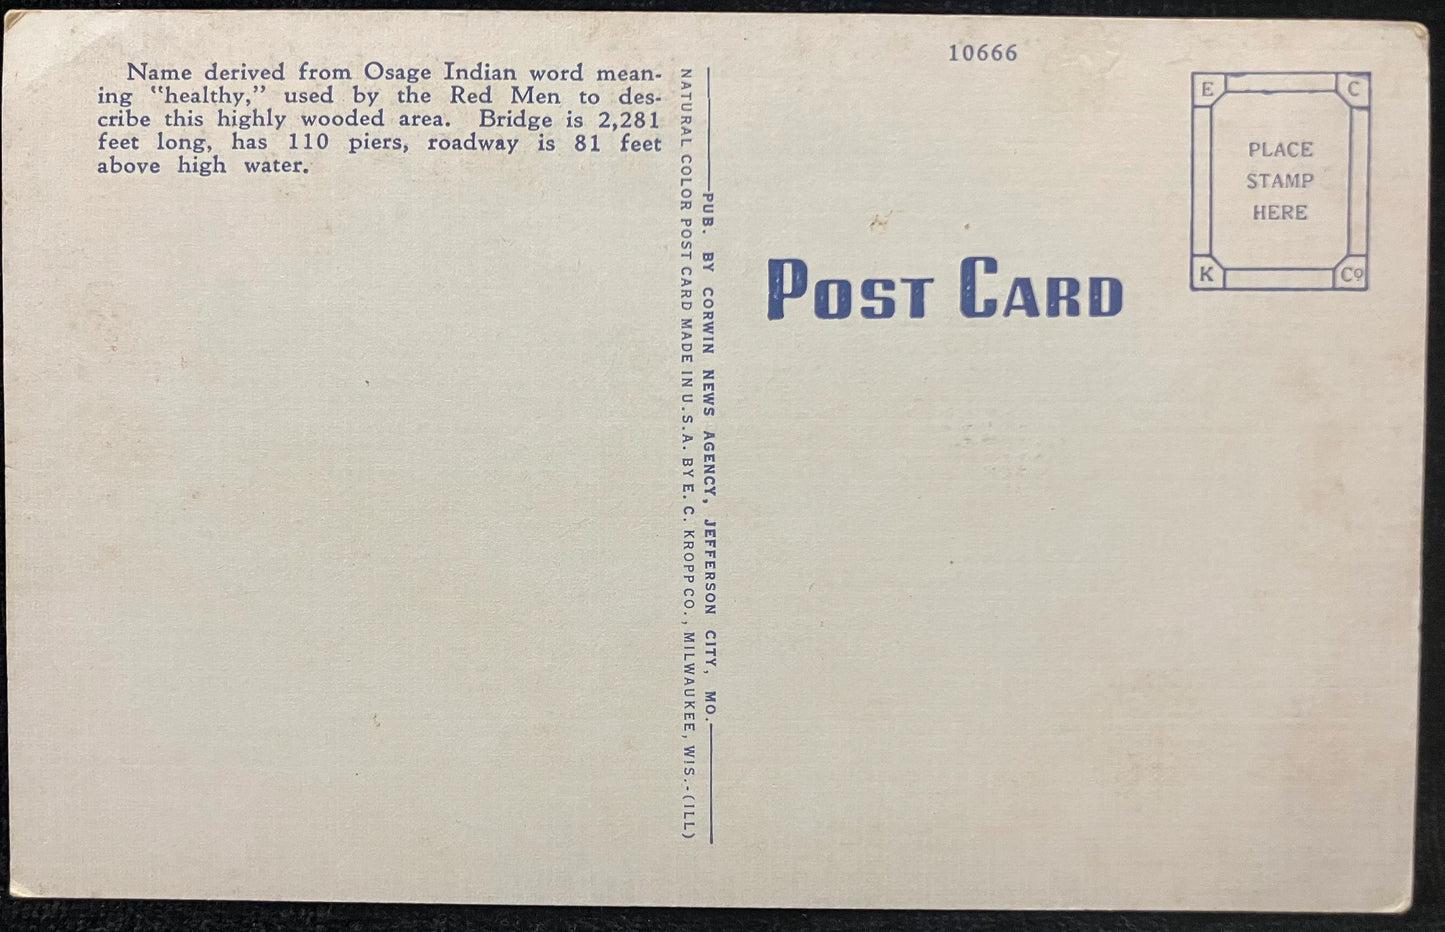 Name derived from Osage Indian word mean-
ing "healthy," used by the Red Men to des-
cribe this highly wooded area. Bridge is 2,281
feet long, has 110 piers, roadway is 81 feet
above high water.
PUB. BY CORWIN NEWS AGENCY, JEFFERSON CITY, MO.
NATURAL COLOR POST CARD MADE IN U.S.A. BY E. C. KROPP CO., MILWAUKEE, WIS.-(ILL)
10666
POST CARD
E C
PLACE
STAMP
HERE
K Co